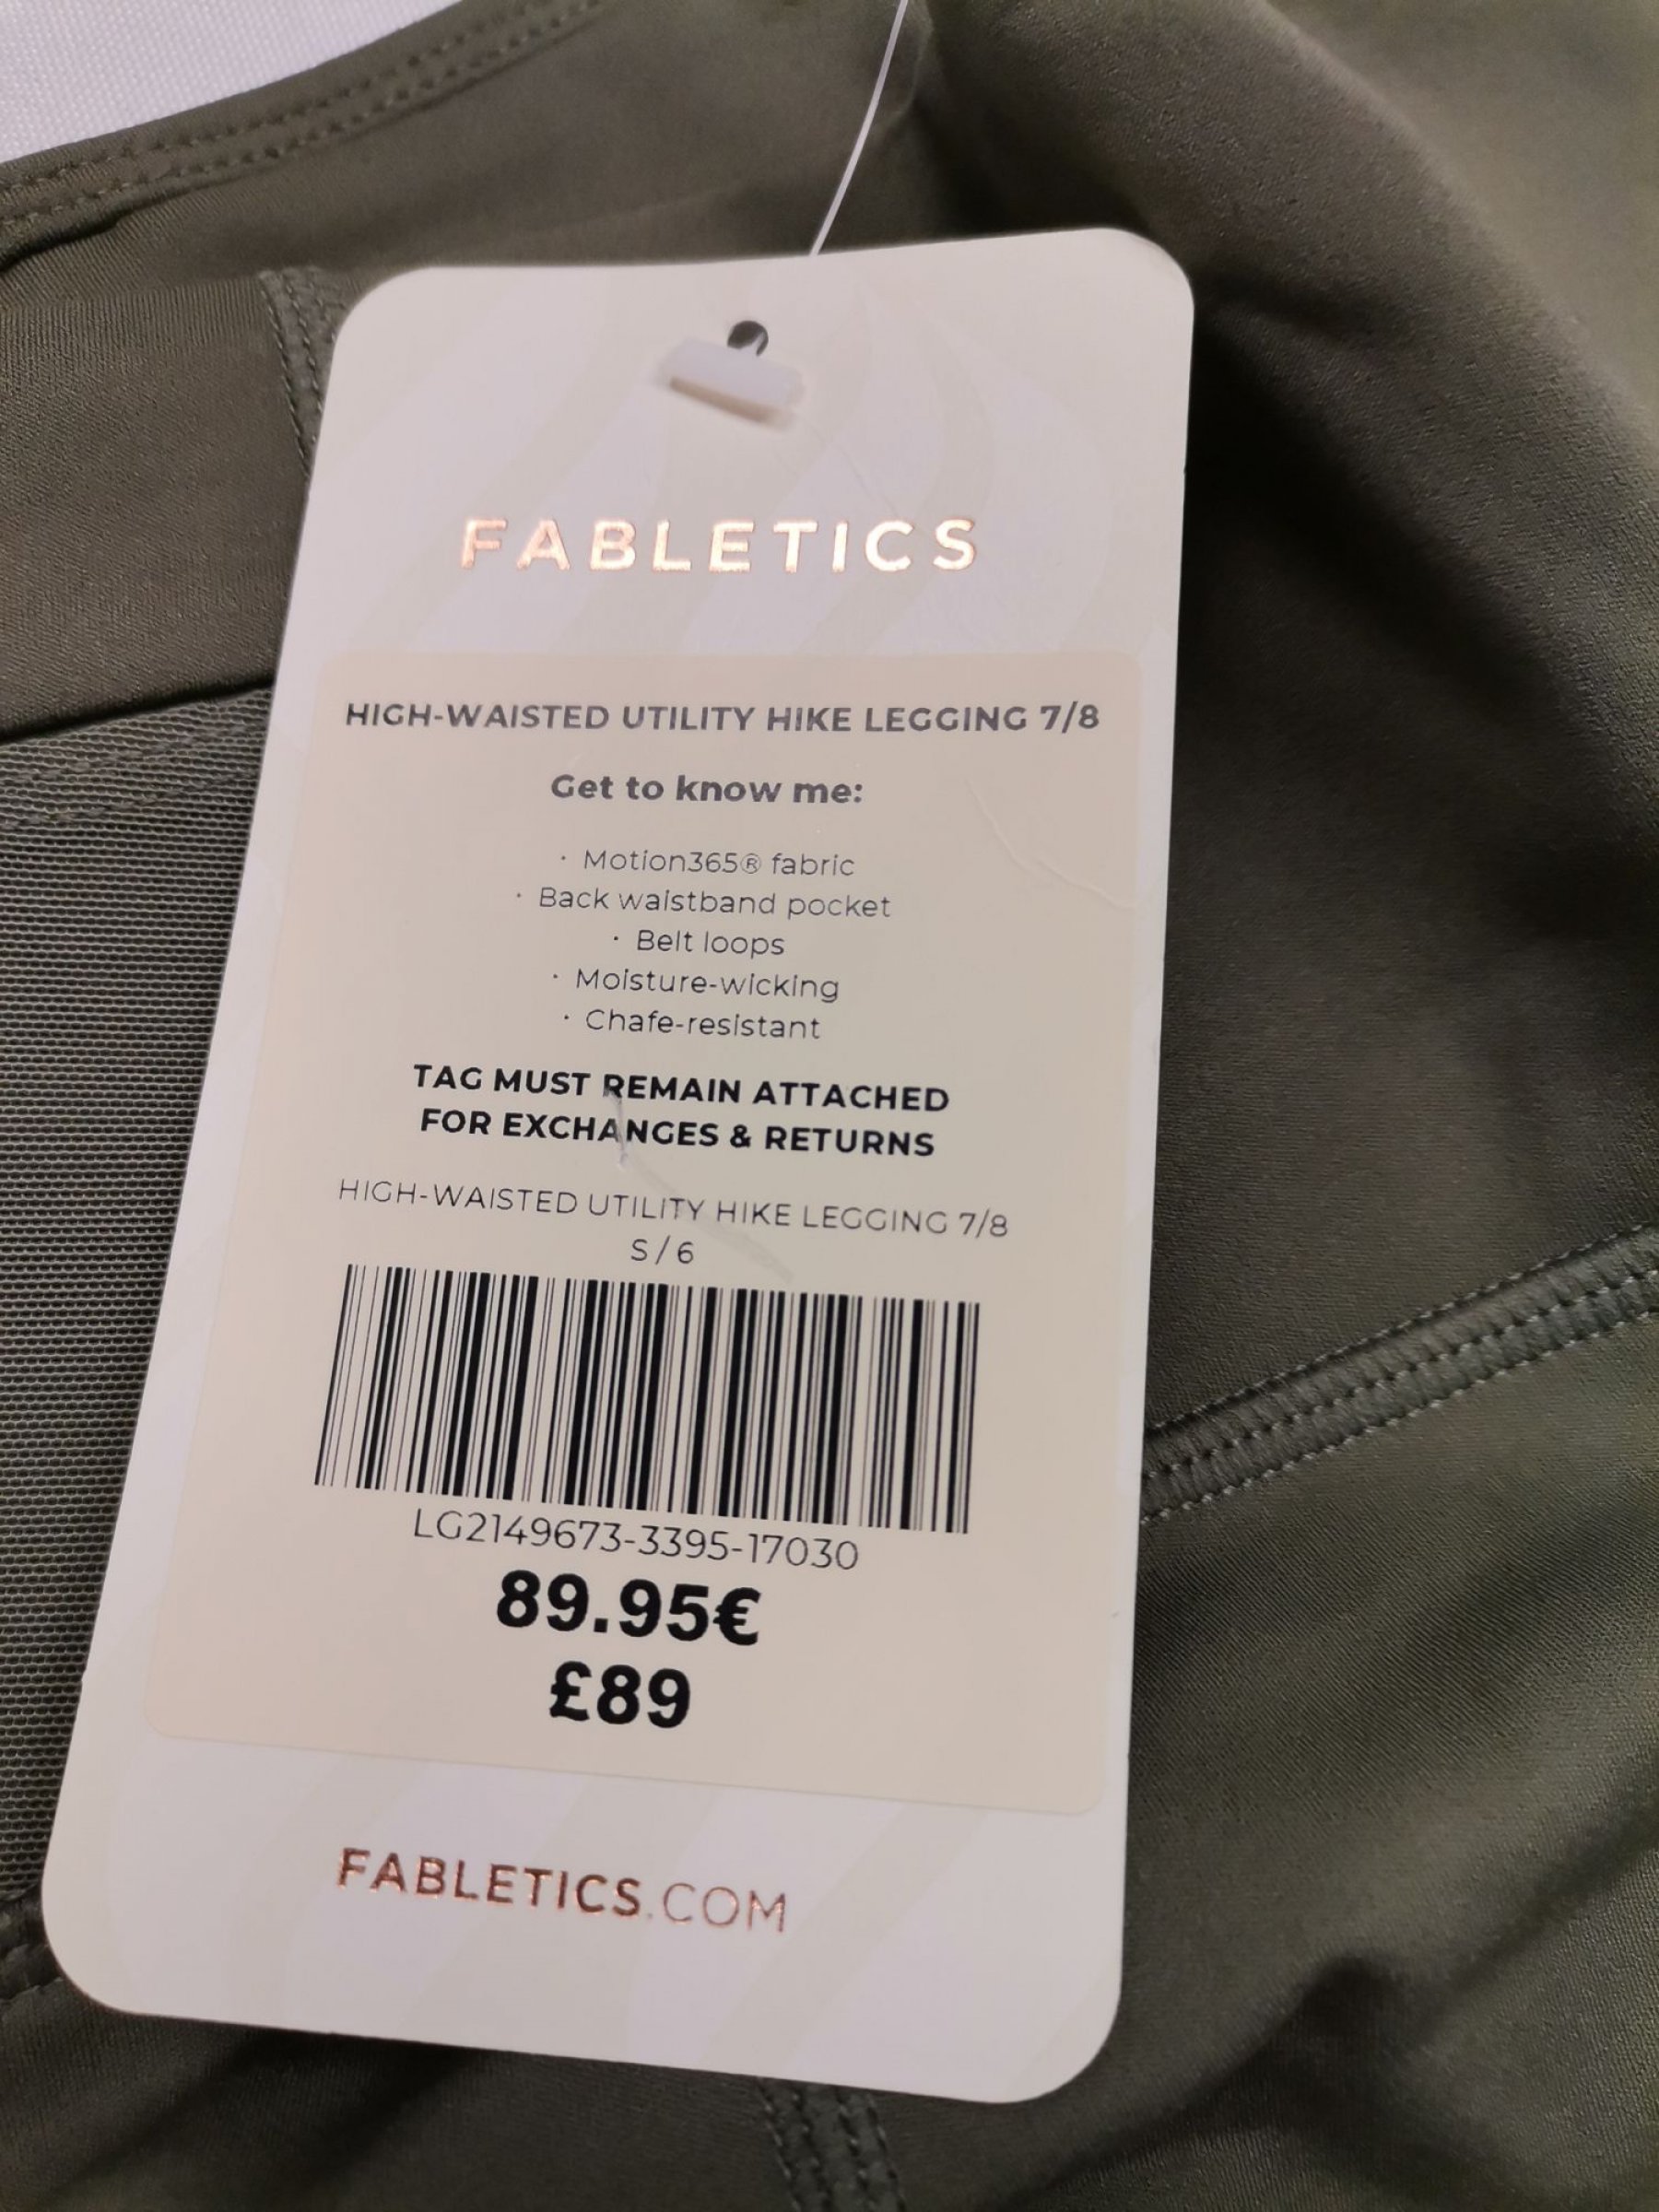 FABLETICS
HIGH-WAISTED UTILITY HIKE LEGGING 7/8
Get to know me:
· Motion365® fabric
· Back waistband pocket
· Belt loops
· Moisture-wicking
· Chafe-resistant
TAG MUST REMAIN ATTACHED
FOR EXCHANGES & RETURNS
HIGH-WAISTED UTILITY HIKE LEGGING 7/8
S / 6
LG2149673-3395-17030
89.95€
£89
FABLETICS.COM